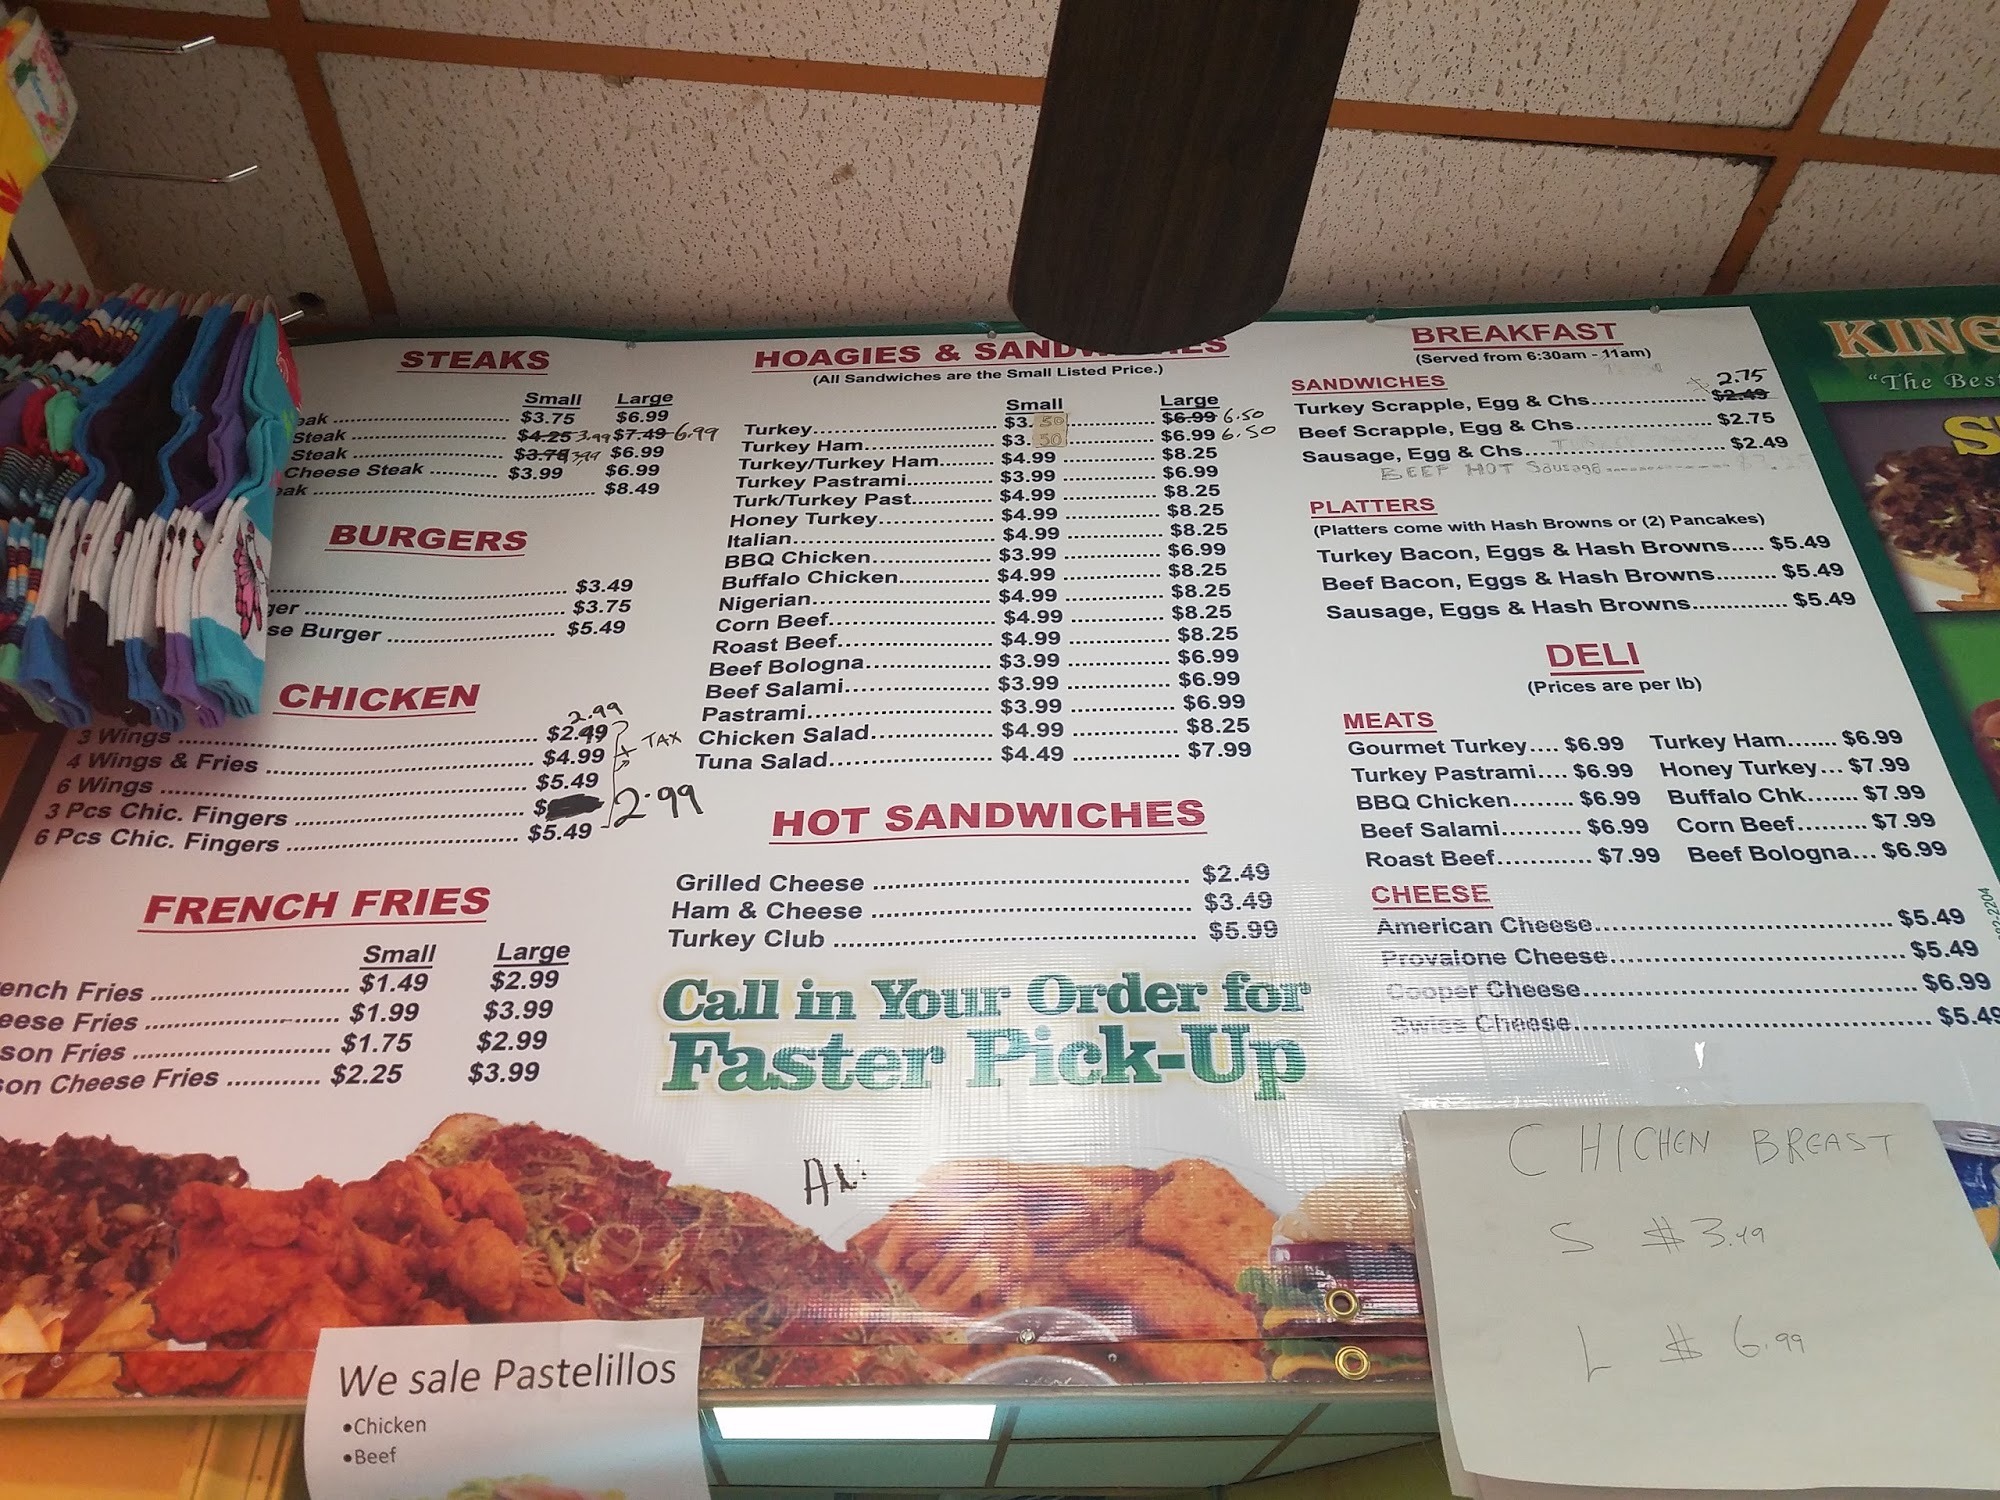 STEAKS
Small Large
eak $3.75 $6.99
Steak $4.25 3.99 $7.49 6.99
Steak $3.75 3.99 $6.99
Cheese Steak $3.99 $6.99
eak $8.49
BURGERS
$3.49
ger $3.75
se Burger $5.49
CHICKEN
2.99
3 Wings $2.49
4 Wings & Fries $4.99 + TAX
6 Wings $5.49
3 Pcs Chic. Fingers $ 2.99
6 Pcs Chic. Fingers $5.49
FRENCH FRIES
Small Large
ench Fries $1.49 $2.99
eese Fries $1.99 $3.99
son Fries $1.75 $2.99
son Cheese Fries $2.25 $3.99
HOAGIES & SANDWICHES
(All Sandwiches are the Small Listed Price.)
Small Large
Turkey $3.50 $6.99 6.50
Turkey Ham $3.50 $6.99 6.50
Turkey/Turkey Ham $4.99 $8.25
Turkey Pastrami $3.99 $6.99
Turk/Turkey Past $4.99 $8.25
Honey Turkey $4.99 $8.25
Italian $4.99 $8.25
BBQ Chicken $3.99 $6.99
Buffalo Chicken $4.99 $8.25
Nigerian $4.99 $8.25
Corn Beef $4.99 $8.25
Roast Beef $4.99 $8.25
Beef Bologna $3.99 $6.99
Beef Salami $3.99 $6.99
Pastrami $3.99 $6.99
Chicken Salad $4.99 $8.25
Tuna Salad $4.49 $7.99
HOT SANDWICHES
Grilled Cheese $2.49
Ham & Cheese $3.49
Turkey Club $5.99
Call in Your Order for
Faster Pick-Up
BREAKFAST
(Served from 6:30am - 11am)
SANDWICHES 2.75
Turkey Scrapple, Egg & Chs $2.49
Beef Scrapple, Egg & Chs $2.75
Sausage, Egg & Chs $2.49
BEEF HOT Sausage
PLATTERS
(Platters come with Hash Browns or (2) Pancakes)
Turkey Bacon, Eggs & Hash Browns $5.49
Beef Bacon, Eggs & Hash Browns $5.49
Sausage, Eggs & Hash Browns $5.49
DELI
(Prices are per lb)
MEATS
Gourmet Turkey $6.99 Turkey Ham $6.99
Turkey Pastrami $6.99 Honey Turkey $7.99
BBQ Chicken $6.99 Buffalo Chk $7.99
Beef Salami $6.99 Corn Beef $7.99
Roast Beef $7.99 Beef Bologna $6.99
CHEESE
American Cheese $5.49
Provalone Cheese $5.49
Cooper Cheese $6.99
Swiss Cheese $5.49
KING
"The Best
CHICHEN BREAST
S $3.49
L $6.99
We sale Pastelillos
•Chicken
•Beef